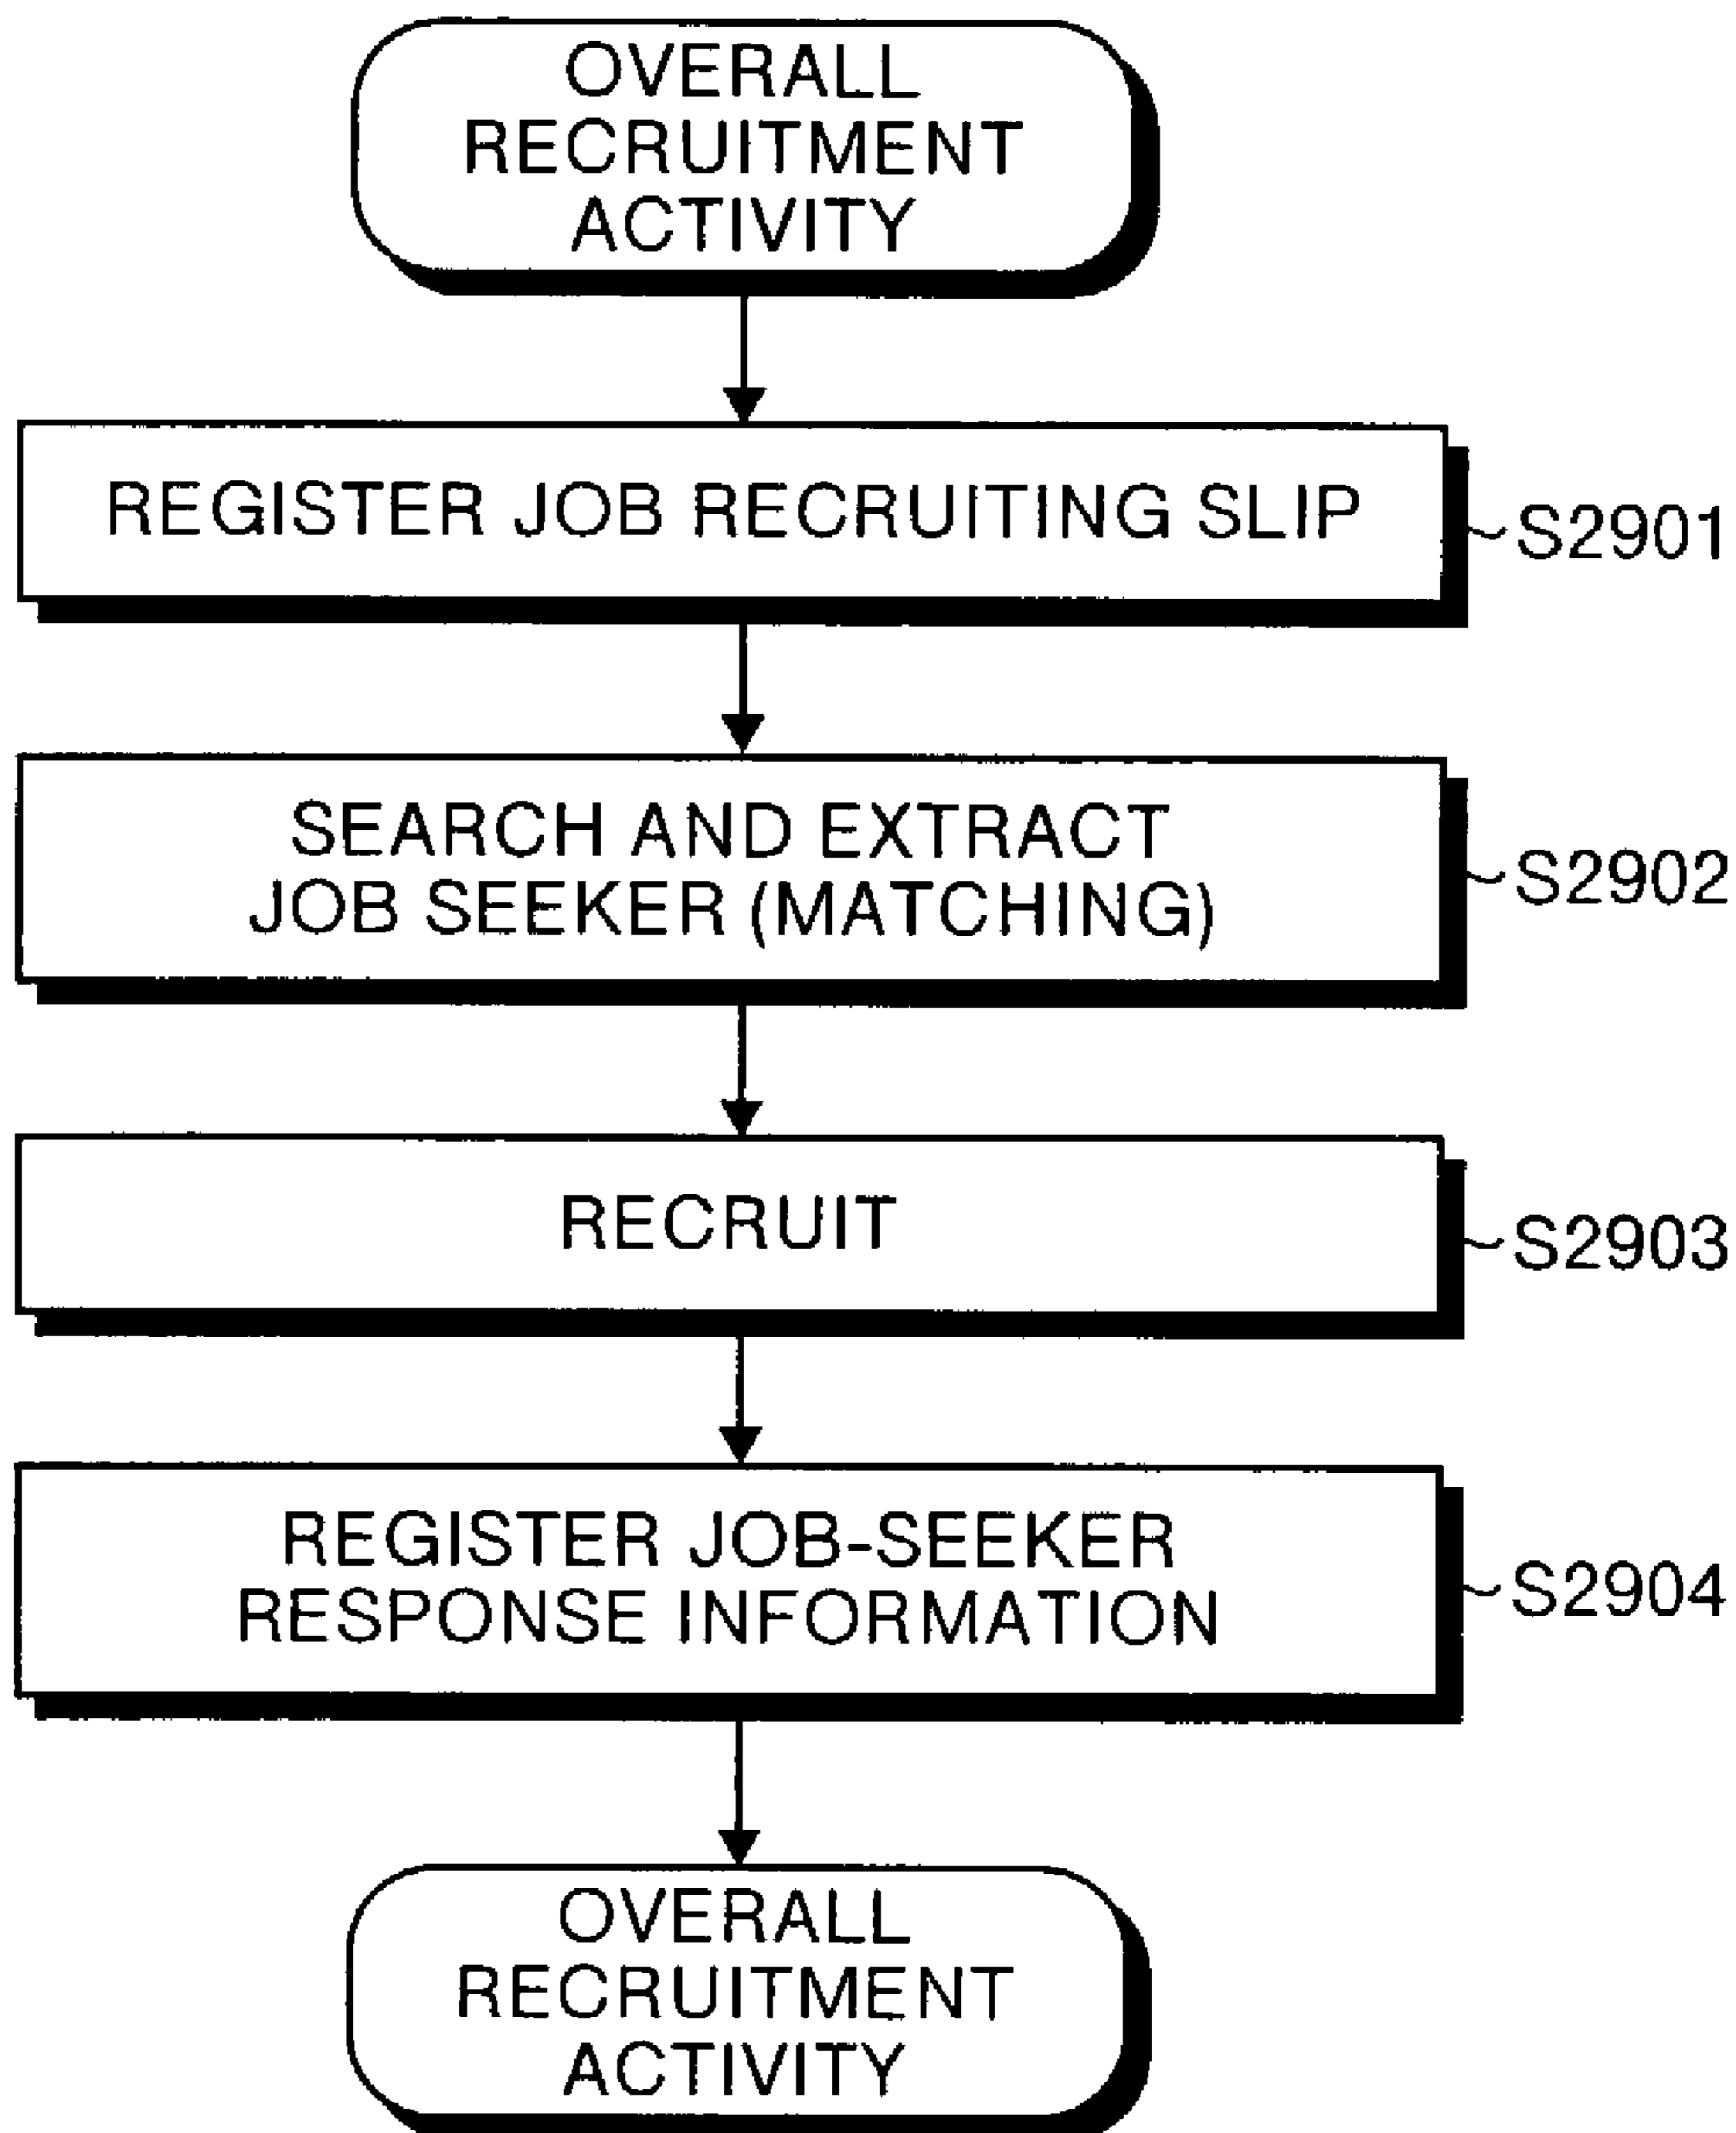 OVERALL
RECRUITMENT
ACTIVITY
REGISTER JOB RECRUITING SLIP
S2901
SEARCH AND EXTRACT
JOB SEEKER (MATCHING)
S2902
RECRUIT
S2903
REGISTER JOB-SEEKER
RESPONSE INFORMATION
S2904
OVERALL
RECRUITMENT
ACTIVITY